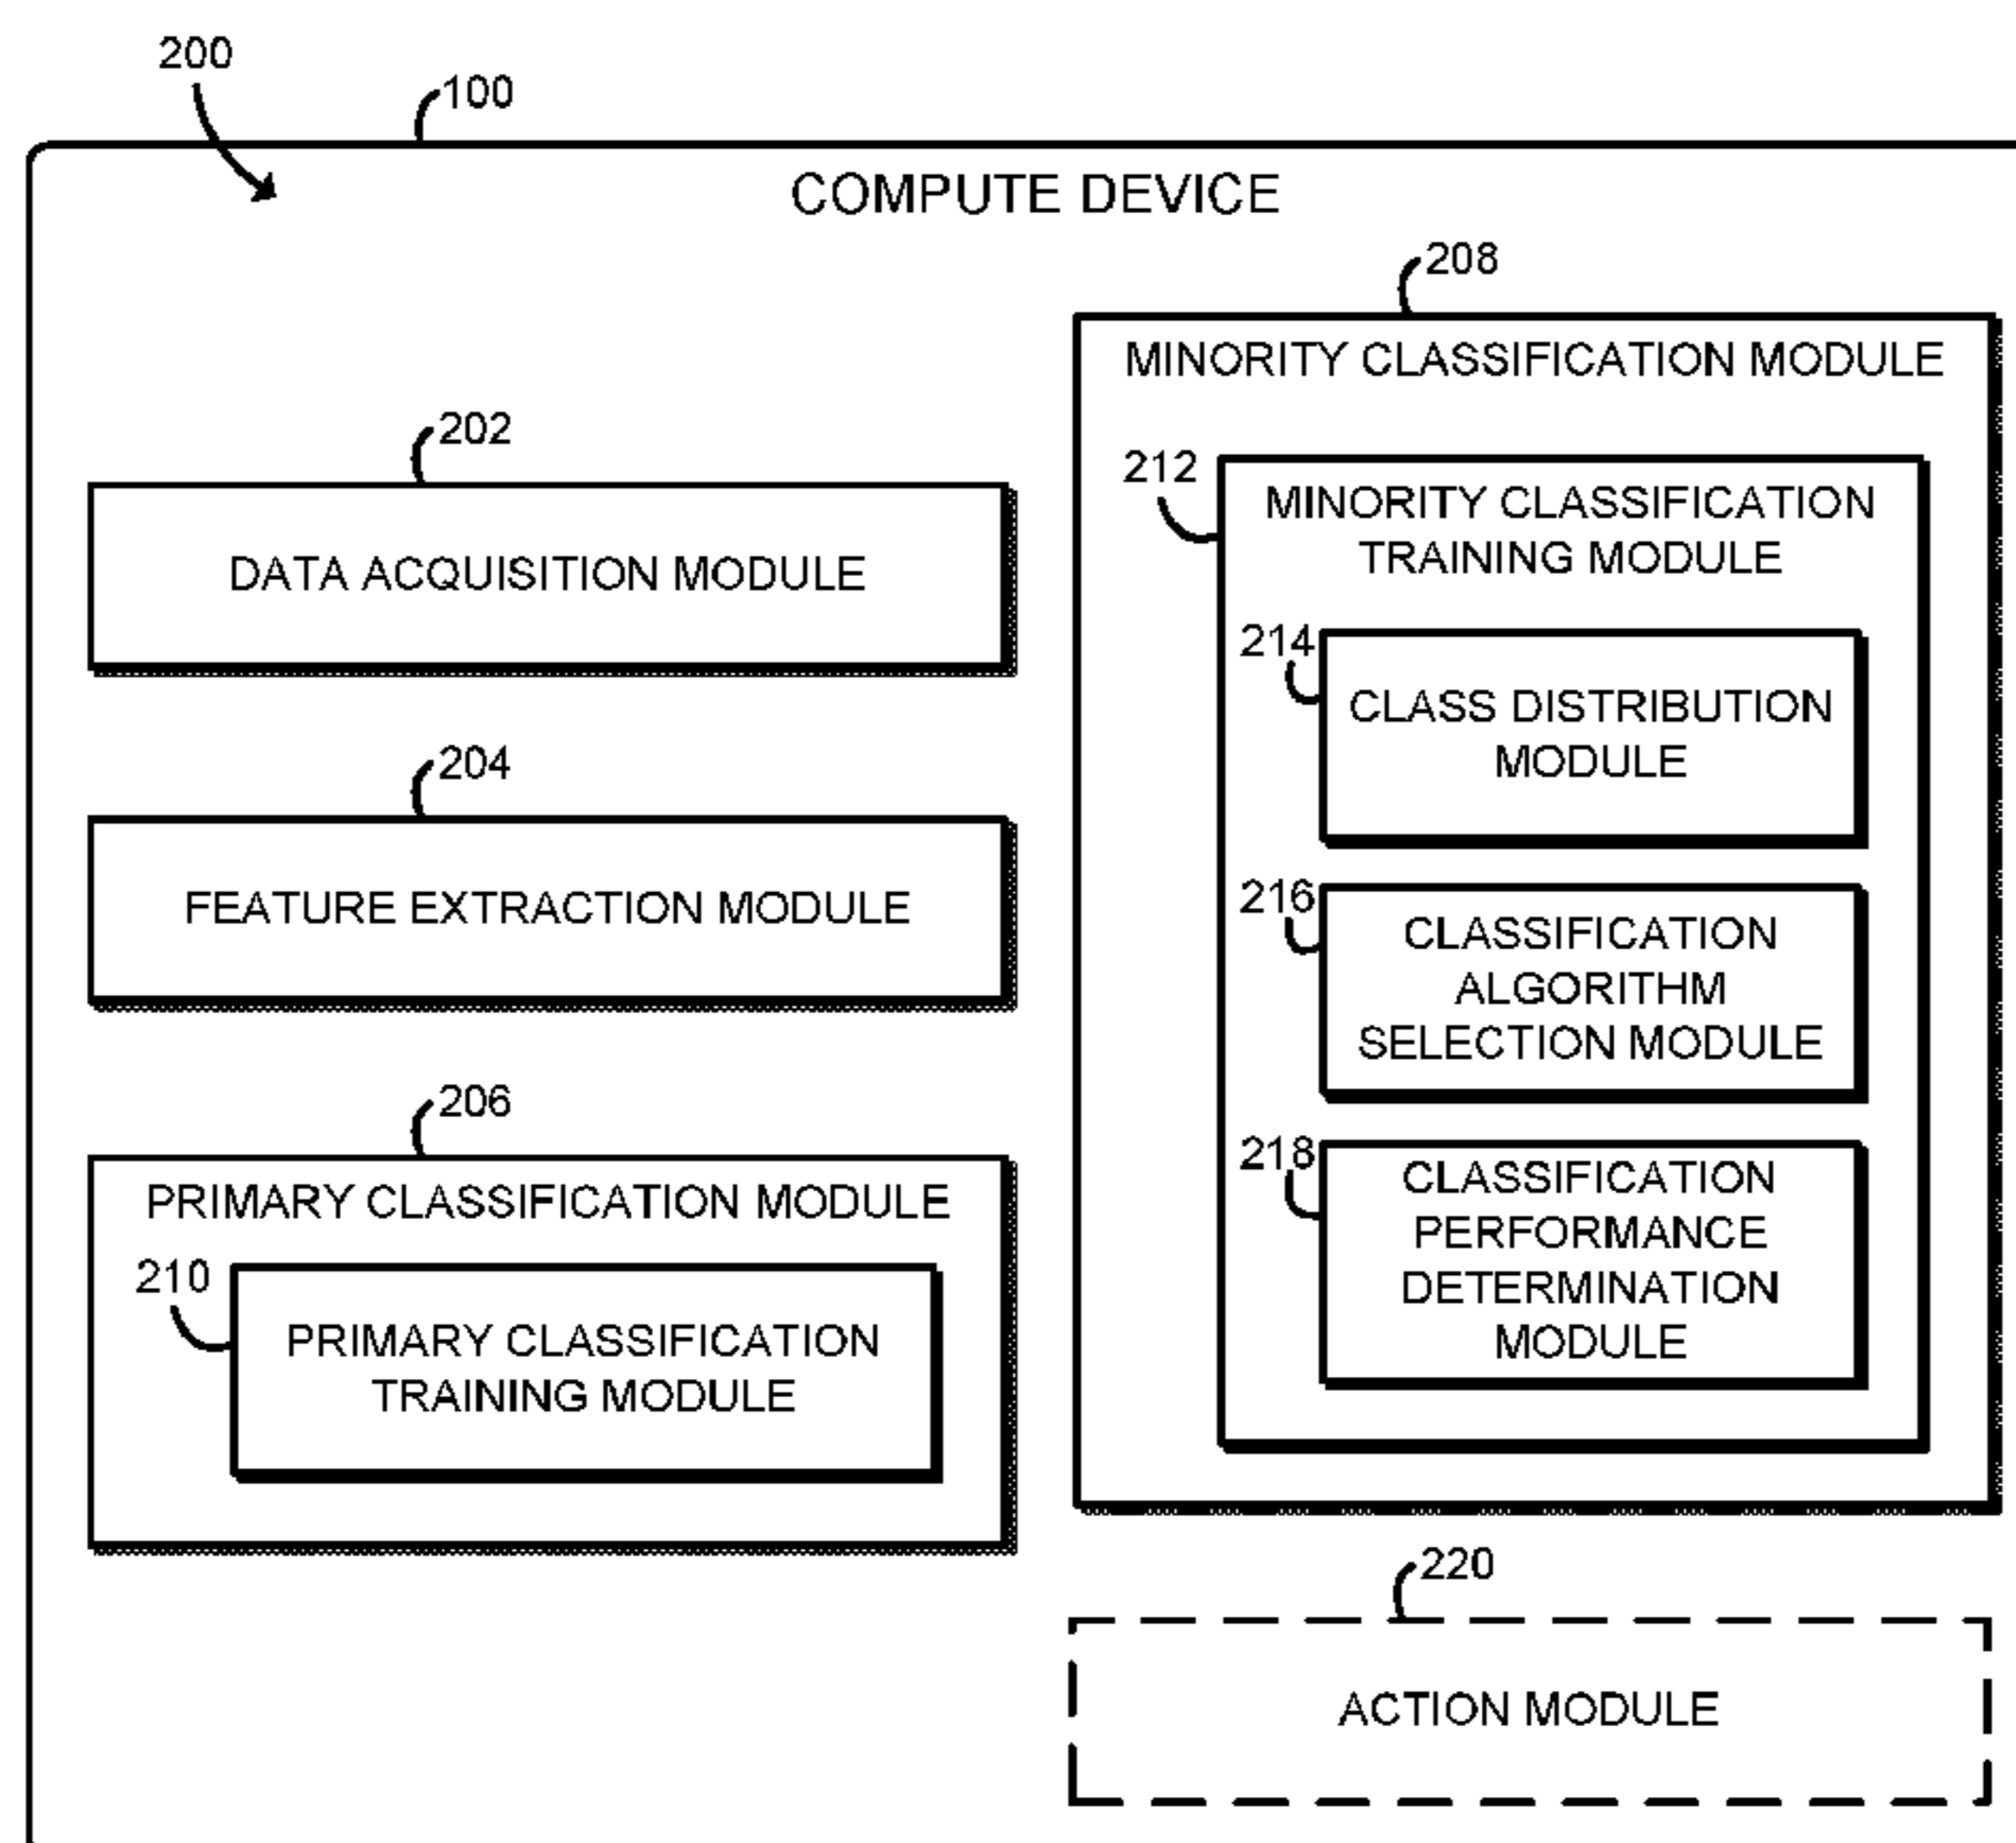 200
100
COMPUTE DEVICE
202
DATA ACQUISITION MODULE
204
FEATURE EXTRACTION MODULE
206
PRIMARY CLASSIFICATION MODULE
210
PRIMARY CLASSIFICATION
TRAINING MODULE
208
MINORITY CLASSIFICATION MODULE
212
MINORITY CLASSIFICATION
TRAINING MODULE
214
CLASS DISTRIBUTION
MODULE
216
CLASSIFICATION
ALGORITHM
SELECTION MODULE
218
CLASSIFICATION
PERFORMANCE
DETERMINATION
MODULE
220
ACTION MODULE